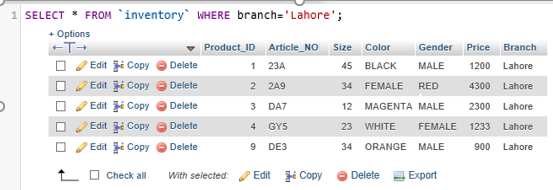 1 SELECT * FROM `inventory` WHERE branch='Lahore';
+ Options
←T→ Product_ID Article_NO Size Color Gender Price Branch
Edit Copy Delete 1 23A 45 BLACK MALE 1200 Lahore
Edit Copy Delete 2 2A9 34 FEMALE RED 4300 Lahore
Edit Copy Delete 3 DA7 12 MAGENTA MALE 2300 Lahore
Edit Copy Delete 4 GY5 23 WHITE FEMALE 1233 Lahore
Edit Copy Delete 9 DE3 34 ORANGE MALE 900 Lahore
Check all With selected: Edit Copy Delete Export